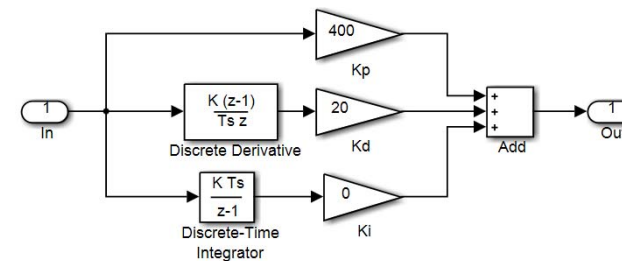 400
Kp
1
In
K (z-1)
Ts z
Discrete Derivative
20
Kd
+
+
+
Add
1
Out
K Ts
z-1
Discrete-Time
Integrator
0
Ki